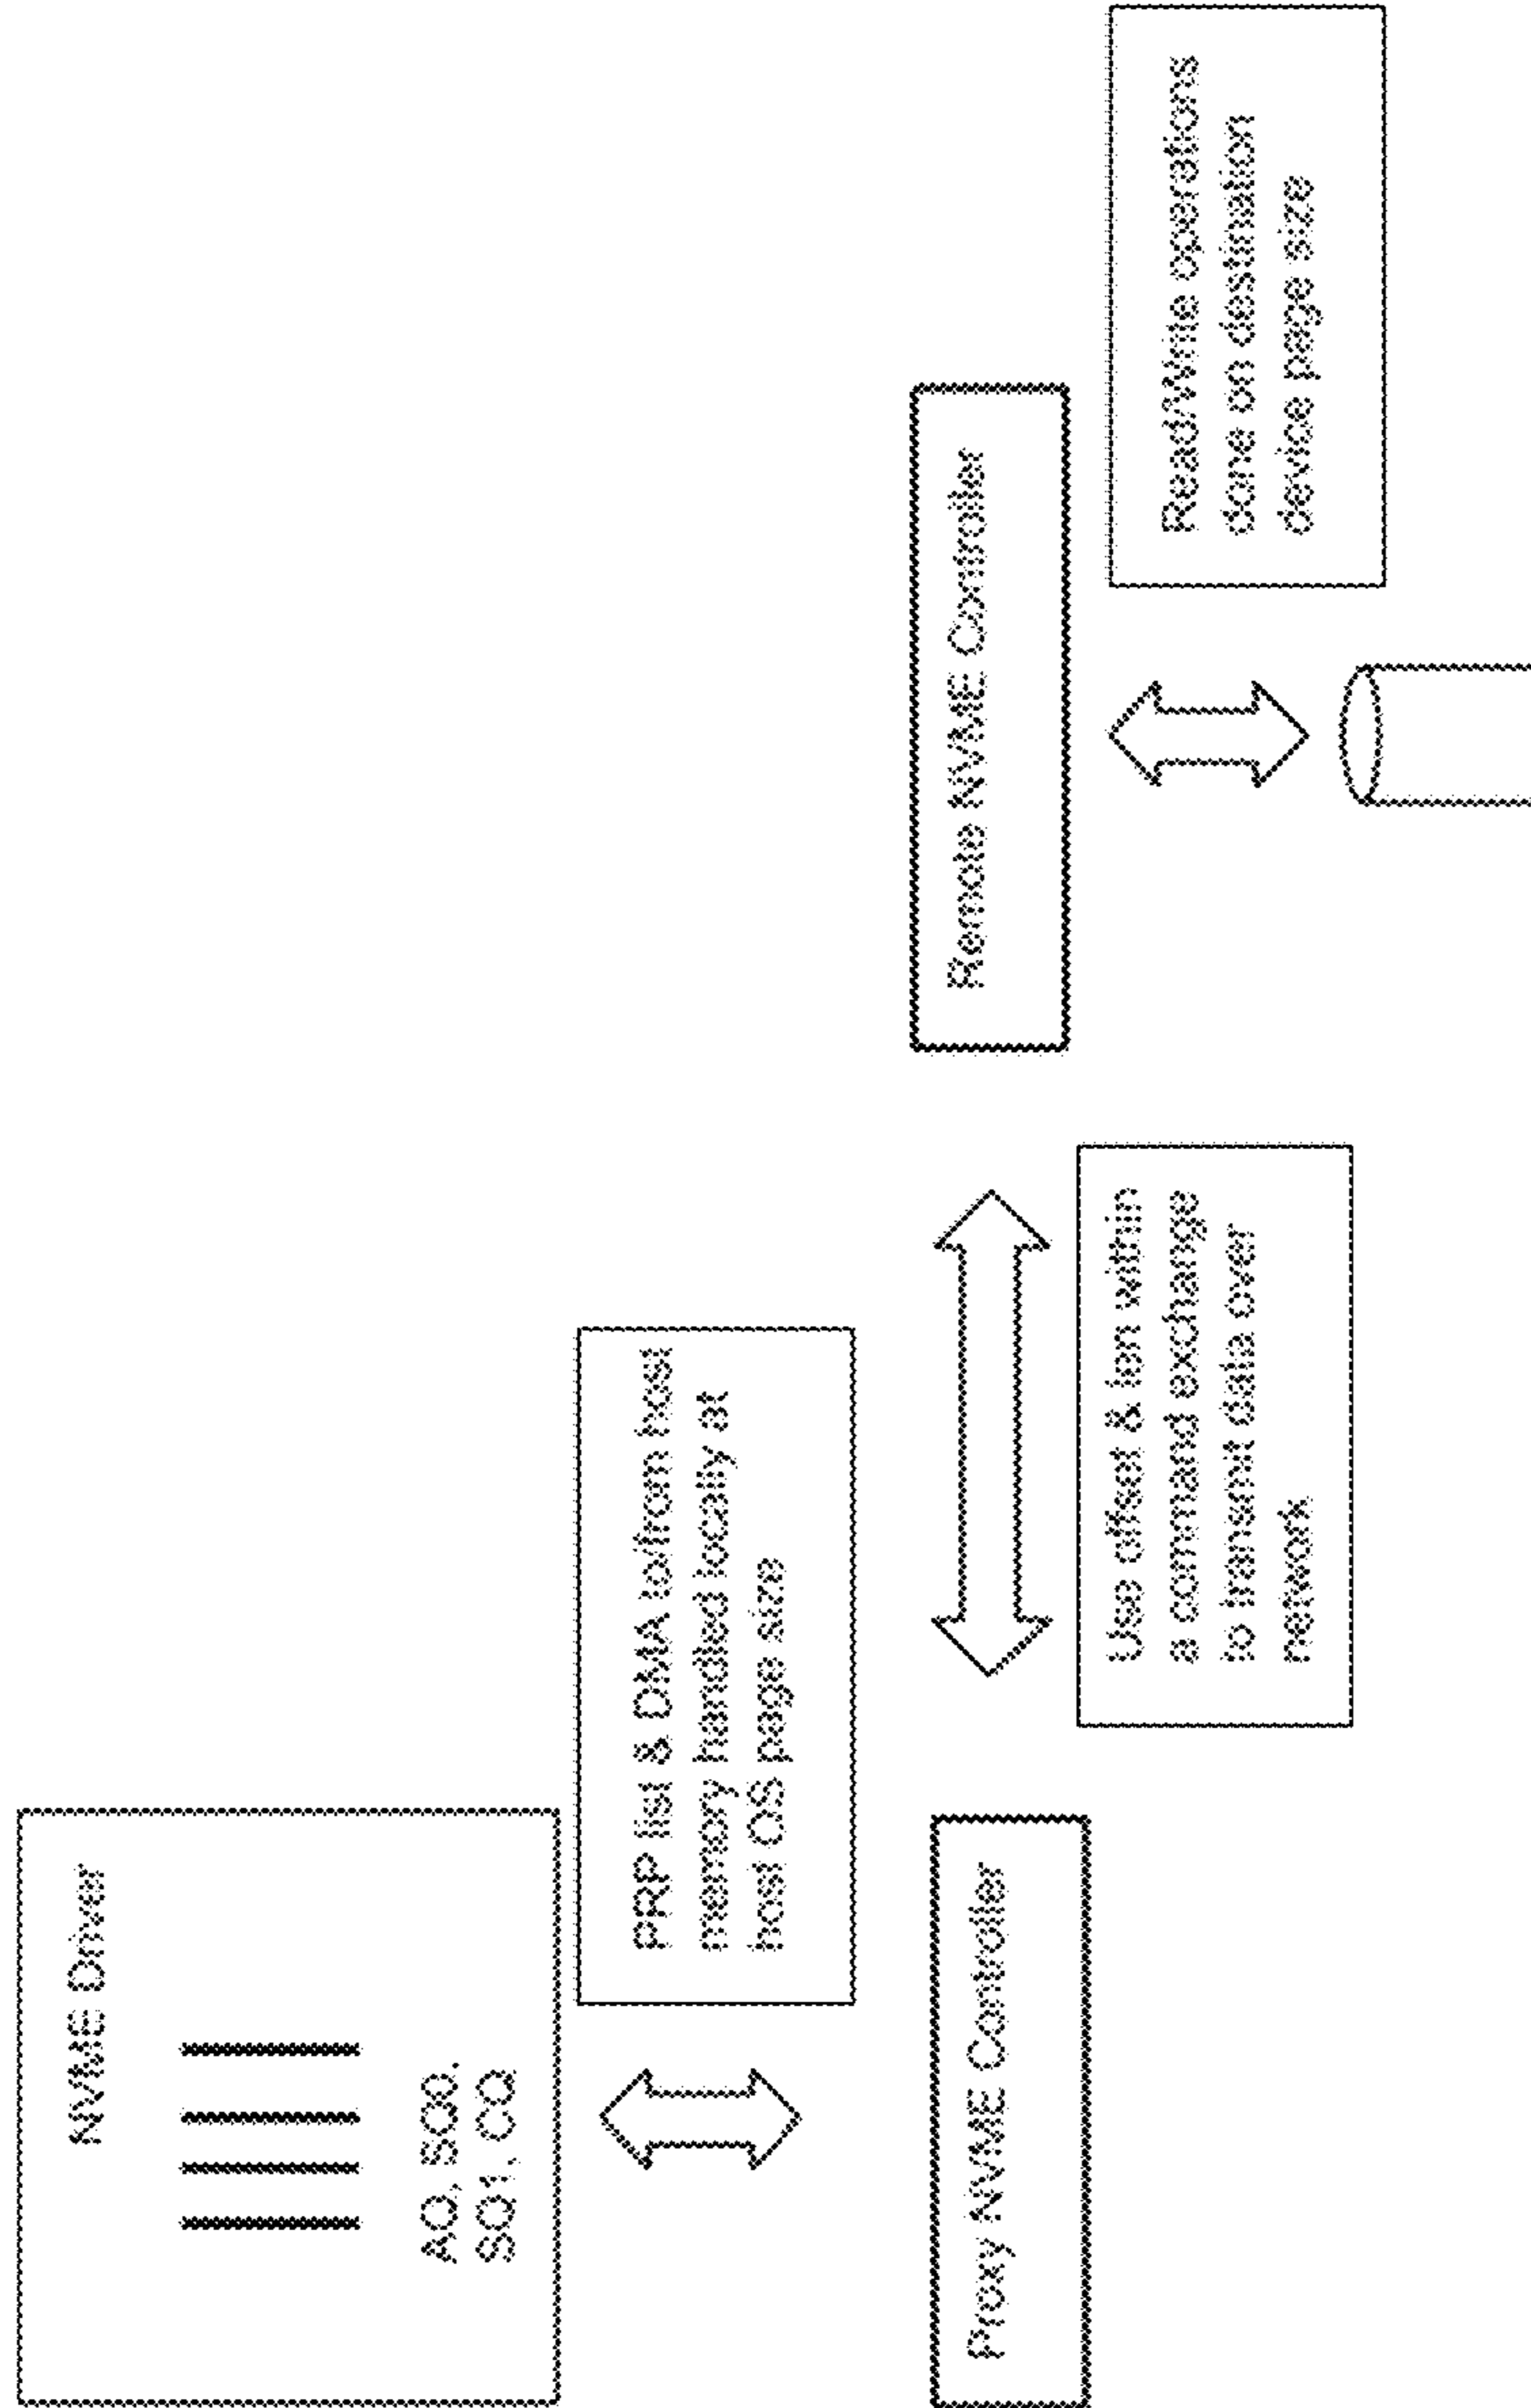 NVME Driver
AQ, SQ0,
SQ1, CQ
PRP list & DMA to/from host
memory handled locally at
host OS page size
Proxy NVME Controller
Use offset & len within
a command exchange
to transmit data over
network
Remote NVME Controller
Read/Write operations
done on destination
device page size